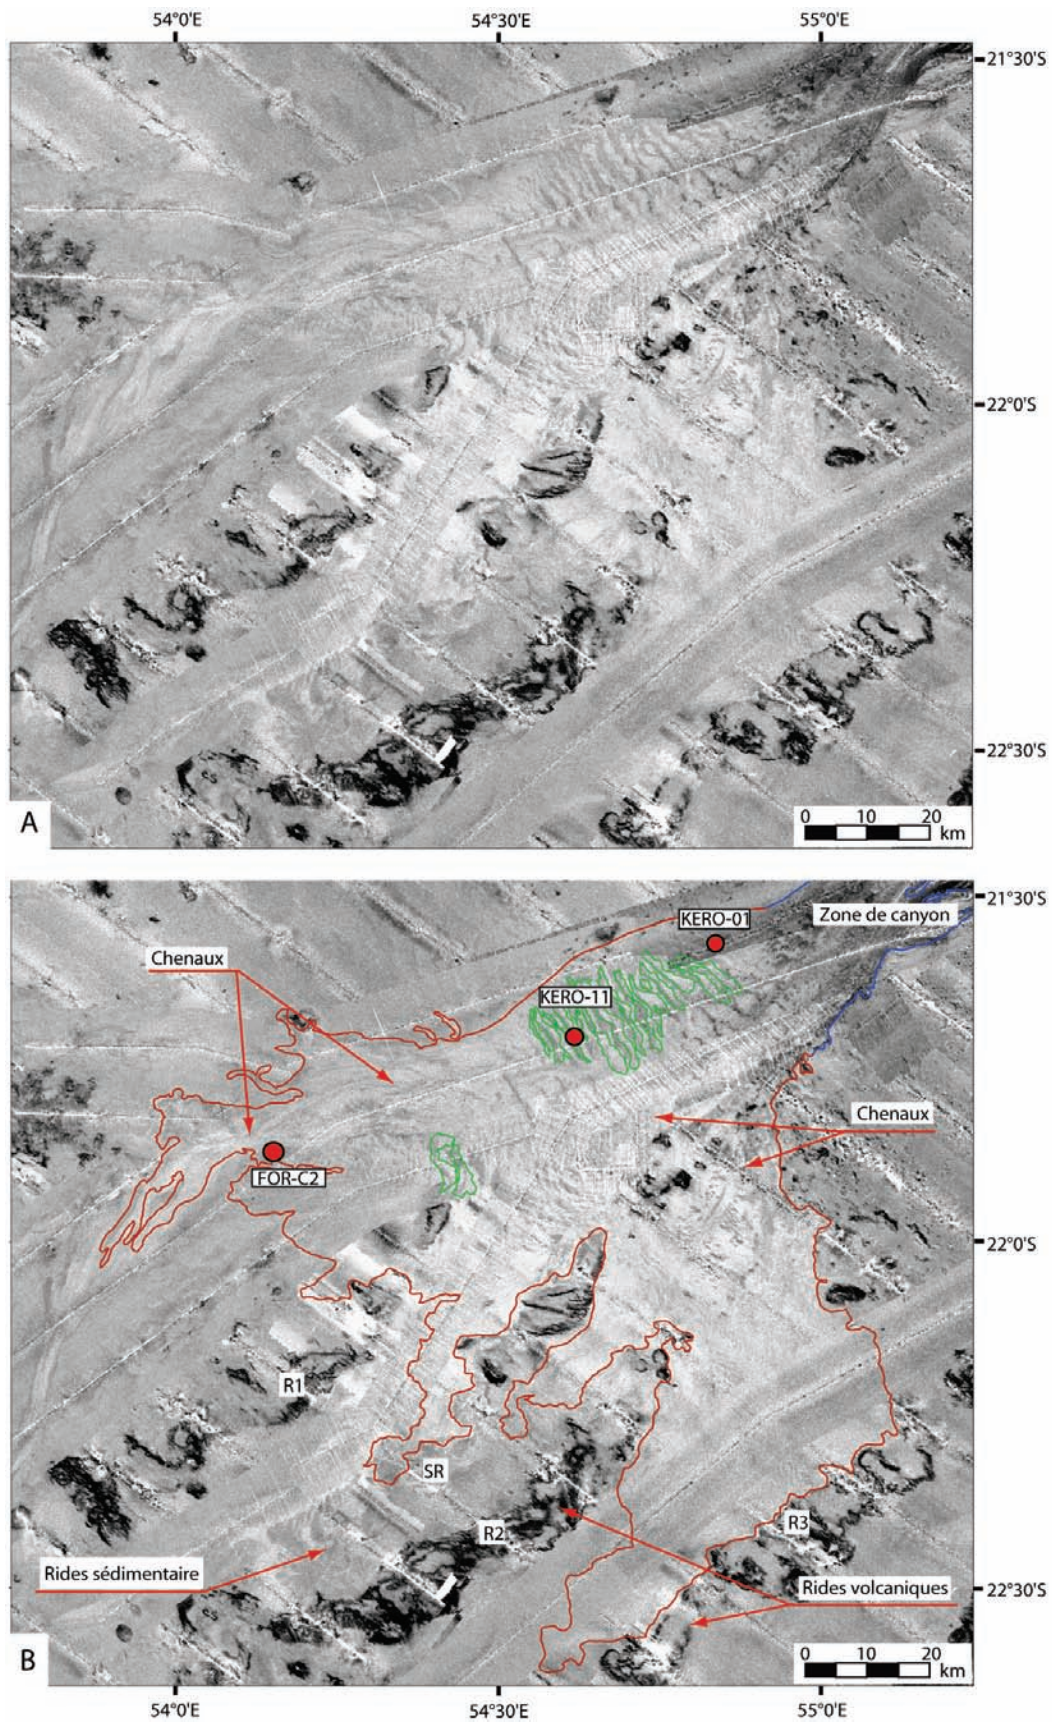 54°0'E 54°30'E 55°0'E
21°30'S
22°0'S
22°30'S
A
0 10 20
km
21°30'S
KERO-01
Zone de canyon
Chenaux
KERO-11
Chenaux
FOR-C2
22°0'S
R1
SR
R2
R3
Rides sédimentaire
Rides volcaniques
22°30'S
B
0 10 20
km
54°0'E 54°30'E 55°0'E